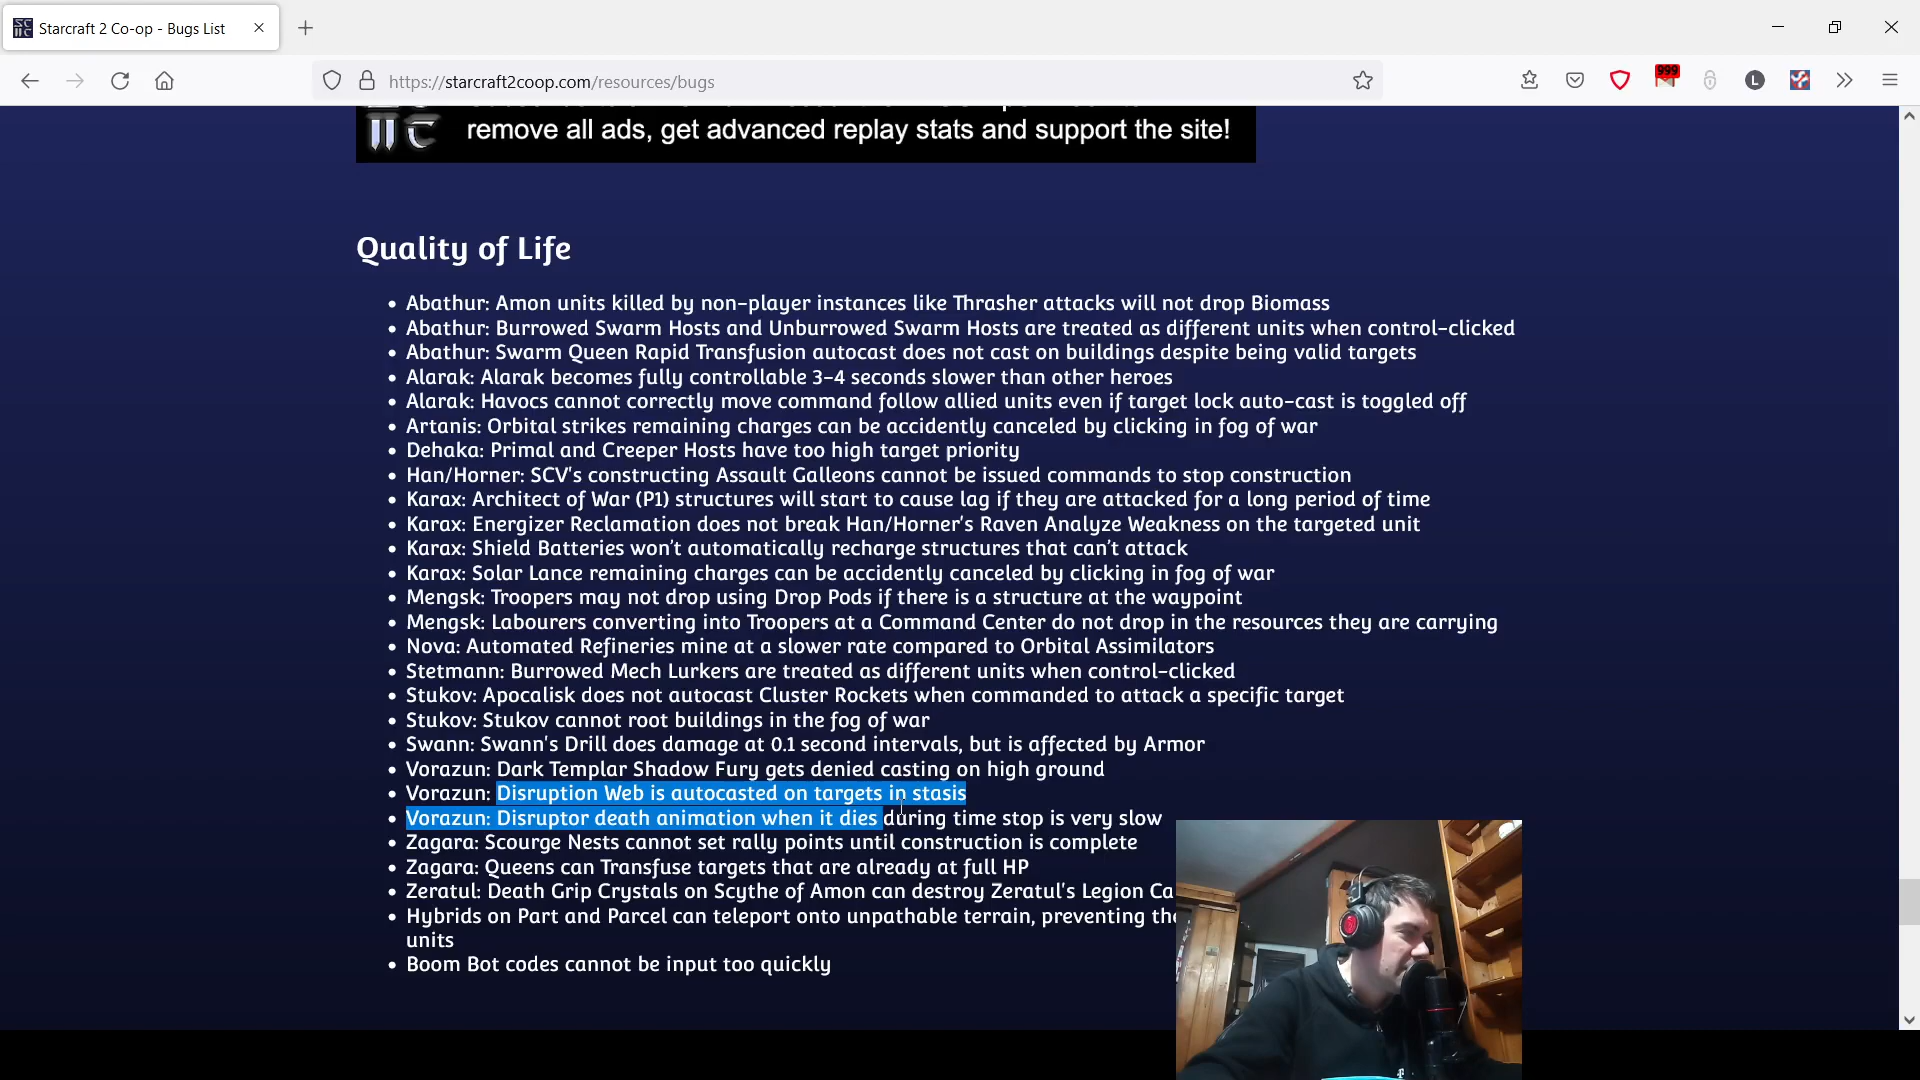 Starcraft 2 Co-op - Bugs List
https://starcraft2coop.com/resources/bugs
999
L
remove all ads, get advanced replay stats and support the site!
Quality of Life
• Abathur: Amon units killed by non-player instances like Thrasher attacks will not drop Biomass
• Abathur: Burrowed Swarm Hosts and Unburrowed Swarm Hosts are treated as different units when control-clicked
• Abathur: Swarm Queen Rapid Transfusion autocast does not cast on buildings despite being valid targets
• Alarak: Alarak becomes fully controllable 3-4 seconds slower than other heroes
• Alarak: Havocs cannot correctly move command follow allied units even if target lock auto-cast is toggled off
• Artanis: Orbital strikes remaining charges can be accidently canceled by clicking in fog of war
• Dehaka: Primal and Creeper Hosts have too high target priority
• Han/Horner: SCV's constructing Assault Galleons cannot be issued commands to stop construction
• Karax: Architect of War (P1) structures will start to cause lag if they are attacked for a long period of time
• Karax: Energizer Reclamation does not break Han/Horner's Raven Analyze Weakness on the targeted unit
• Karax: Shield Batteries won't automatically recharge structures that can't attack
• Karax: Solar Lance remaining charges can be accidently canceled by clicking in fog of war
• Mengsk: Troopers may not drop using Drop Pods if there is a structure at the waypoint
• Mengsk: Labourers converting into Troopers at a Command Center do not drop in the resources they are carrying
• Nova: Automated Refineries mine at a slower rate compared to Orbital Assimilators
• Stetmann: Burrowed Mech Lurkers are treated as different units when control-clicked
• Stukov: Apocalisk does not autocast Cluster Rockets when commanded to attack a specific target
• Stukov: Stukov cannot root buildings in the fog of war
• Swann: Swann's Drill does damage at 0.1 second intervals, but is affected by Armor
• Vorazun: Dark Templar Shadow Fury gets denied casting on high ground
• Vorazun: Disruption Web is autocasted on targets in stasis
• Vorazun: Disruptor death animation when it dies during time stop is very slow
• Zagara: Scourge Nests cannot set rally points until construction is complete
• Zagara: Queens can Transfuse targets that are already at full HP
• Zeratul: Death Grip Crystals on Scythe of Amon can destroy Zeratul's Legion Ca
• Hybrids on Part and Parcel can teleport onto unpathable terrain, preventing the
units
• Boom Bot codes cannot be input too quickly